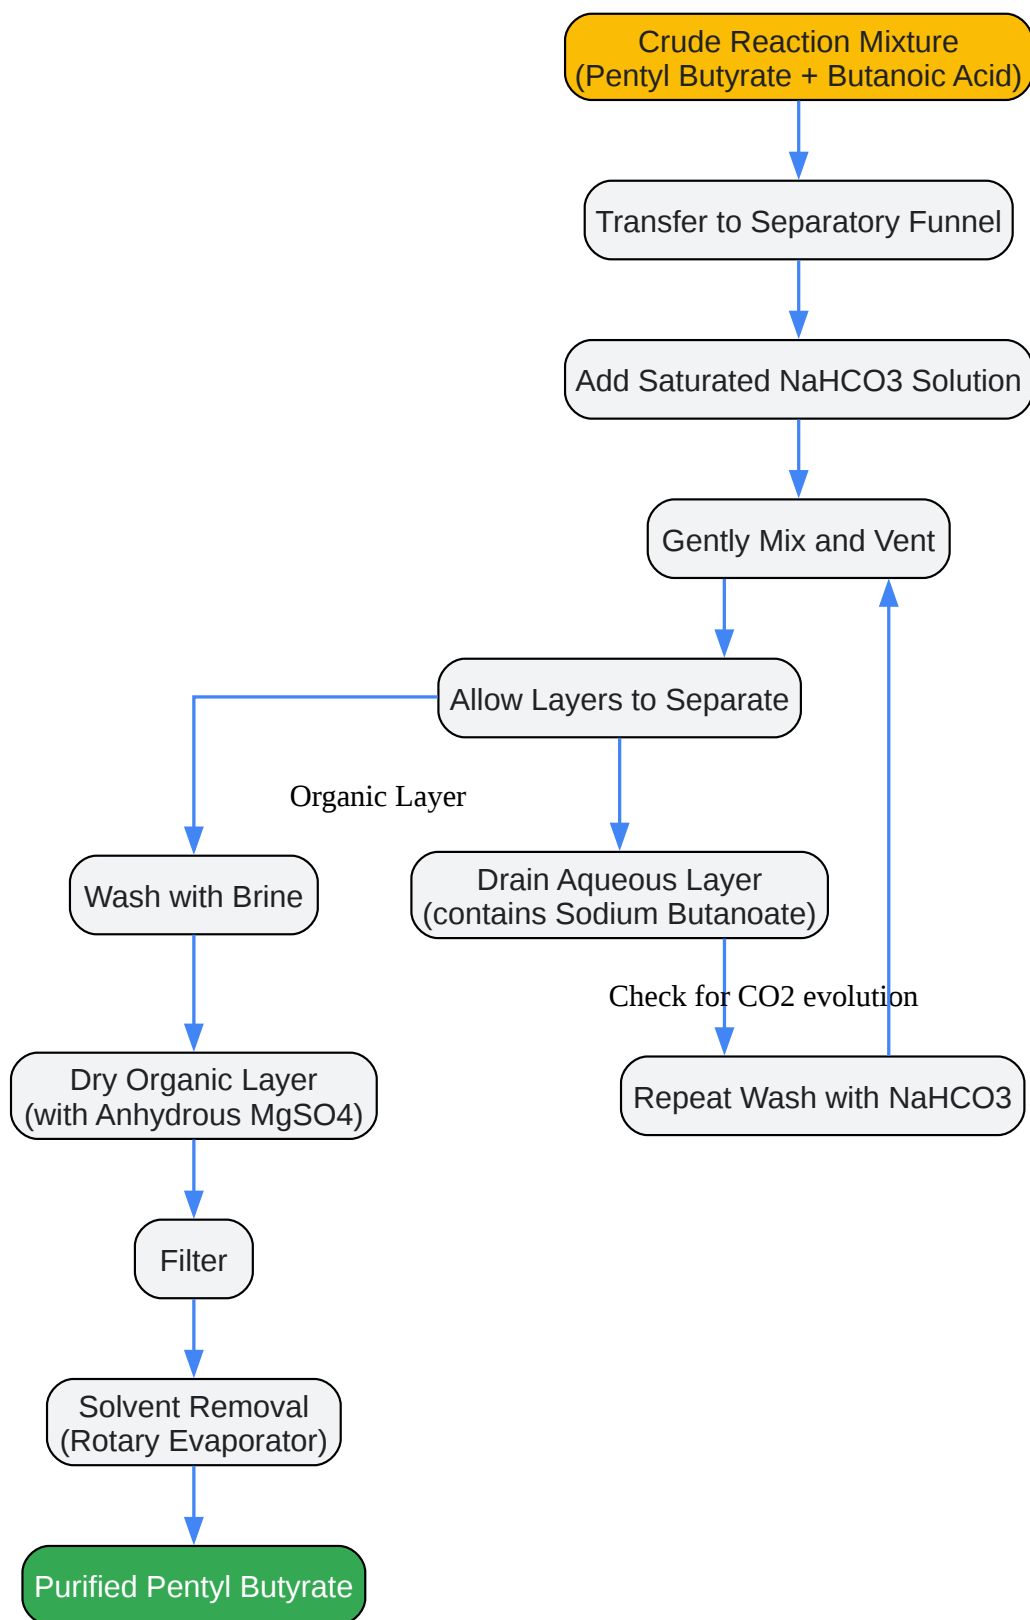 Crude Reaction Mixture
(Pentyl Butyrate + Butanoic Acid)
Transfer to Separatory Funnel
Add Saturated NaHCO3 Solution
Gently Mix and Vent
Allow Layers to Separate
Organic Layer
Wash with Brine
Drain Aqueous Layer
(contains Sodium Butanoate)
Check for CO2 evolution
Dry Organic Layer
(with Anhydrous MgSO4)
Repeat Wash with NaHCO3
Filter
Solvent Removal
(Rotary Evaporator)
Purified Pentyl Butyrate